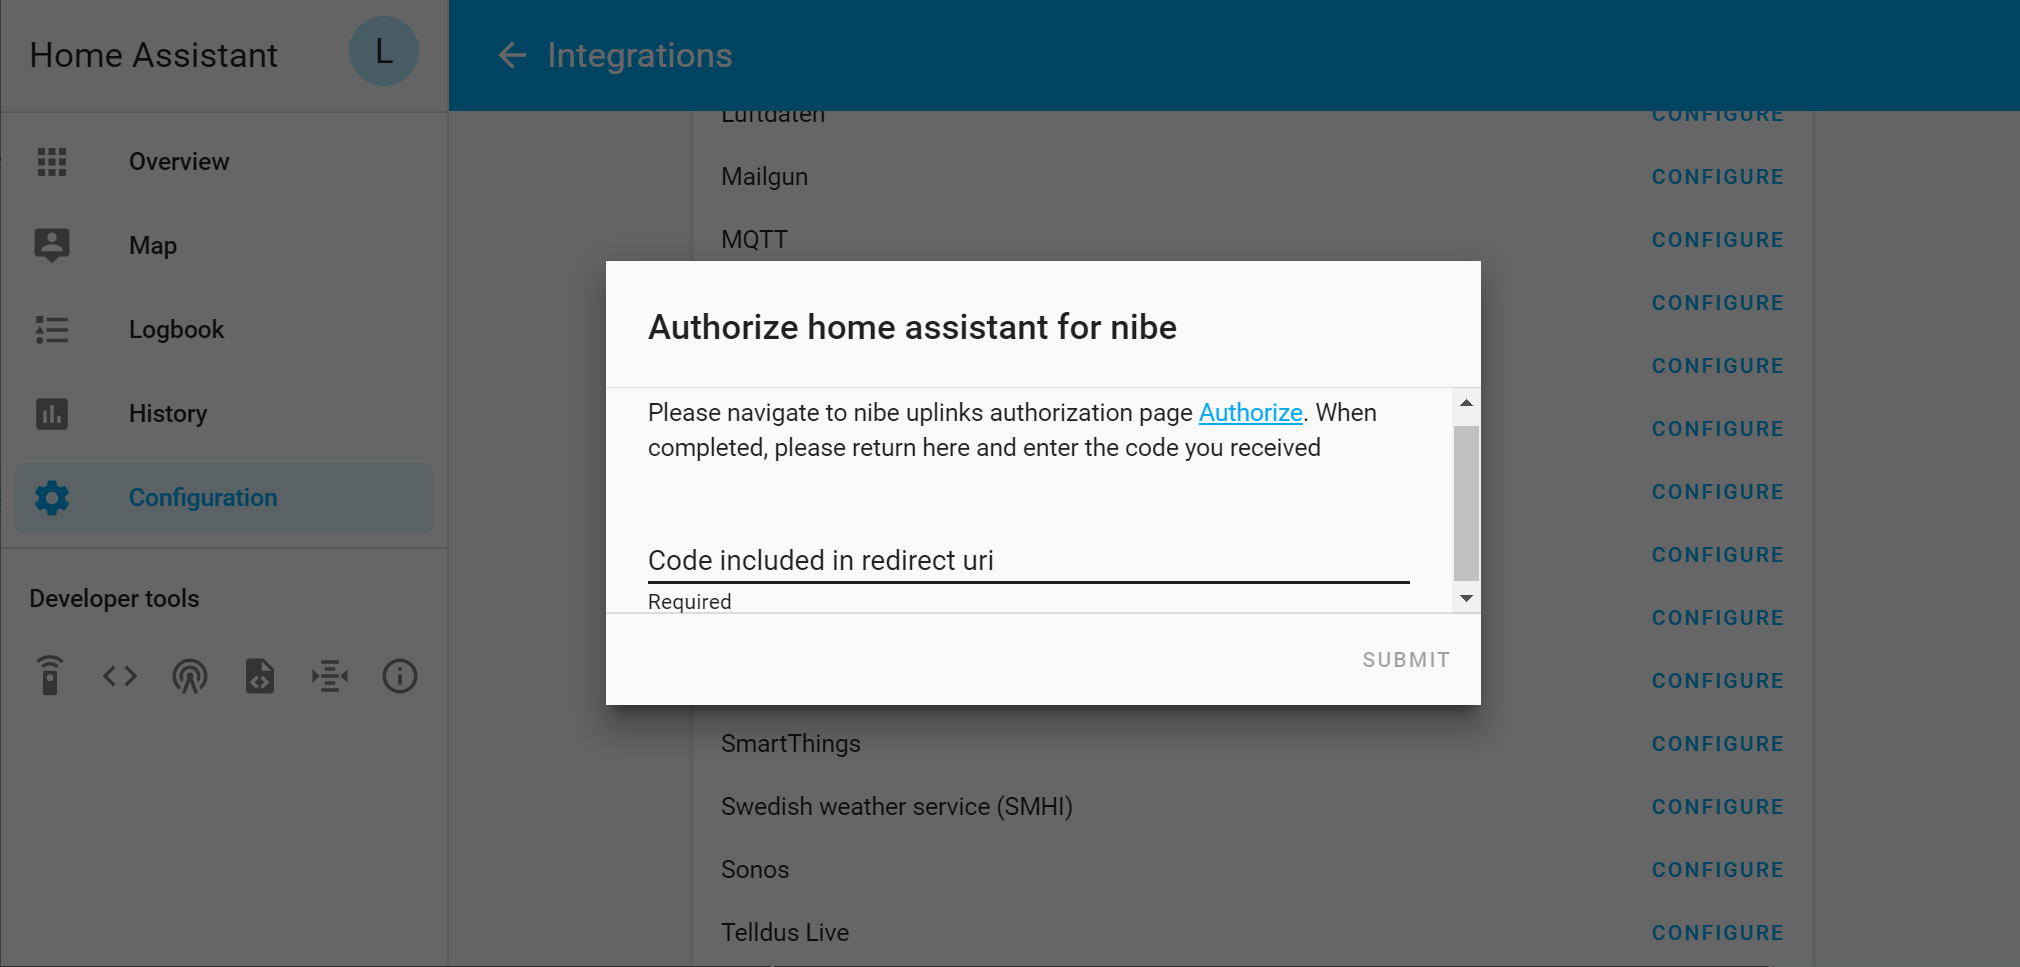 Home Assistant
L
Integrations
Overview
Map
Logbook
History
Configuration
Developer tools
Luftdaten CONFIGURE
Mailgun CONFIGURE
MQTT CONFIGURE
CONFIGURE
CONFIGURE
CONFIGURE
CONFIGURE
CONFIGURE
CONFIGURE
CONFIGURE
Authorize home assistant for nibe
Please navigate to nibe uplinks authorization page Authorize. When
completed, please return here and enter the code you received
Code included in redirect uri
Required
SUBMIT
SmartThings CONFIGURE
Swedish weather service (SMHI) CONFIGURE
Sonos CONFIGURE
Telldus Live CONFIGURE